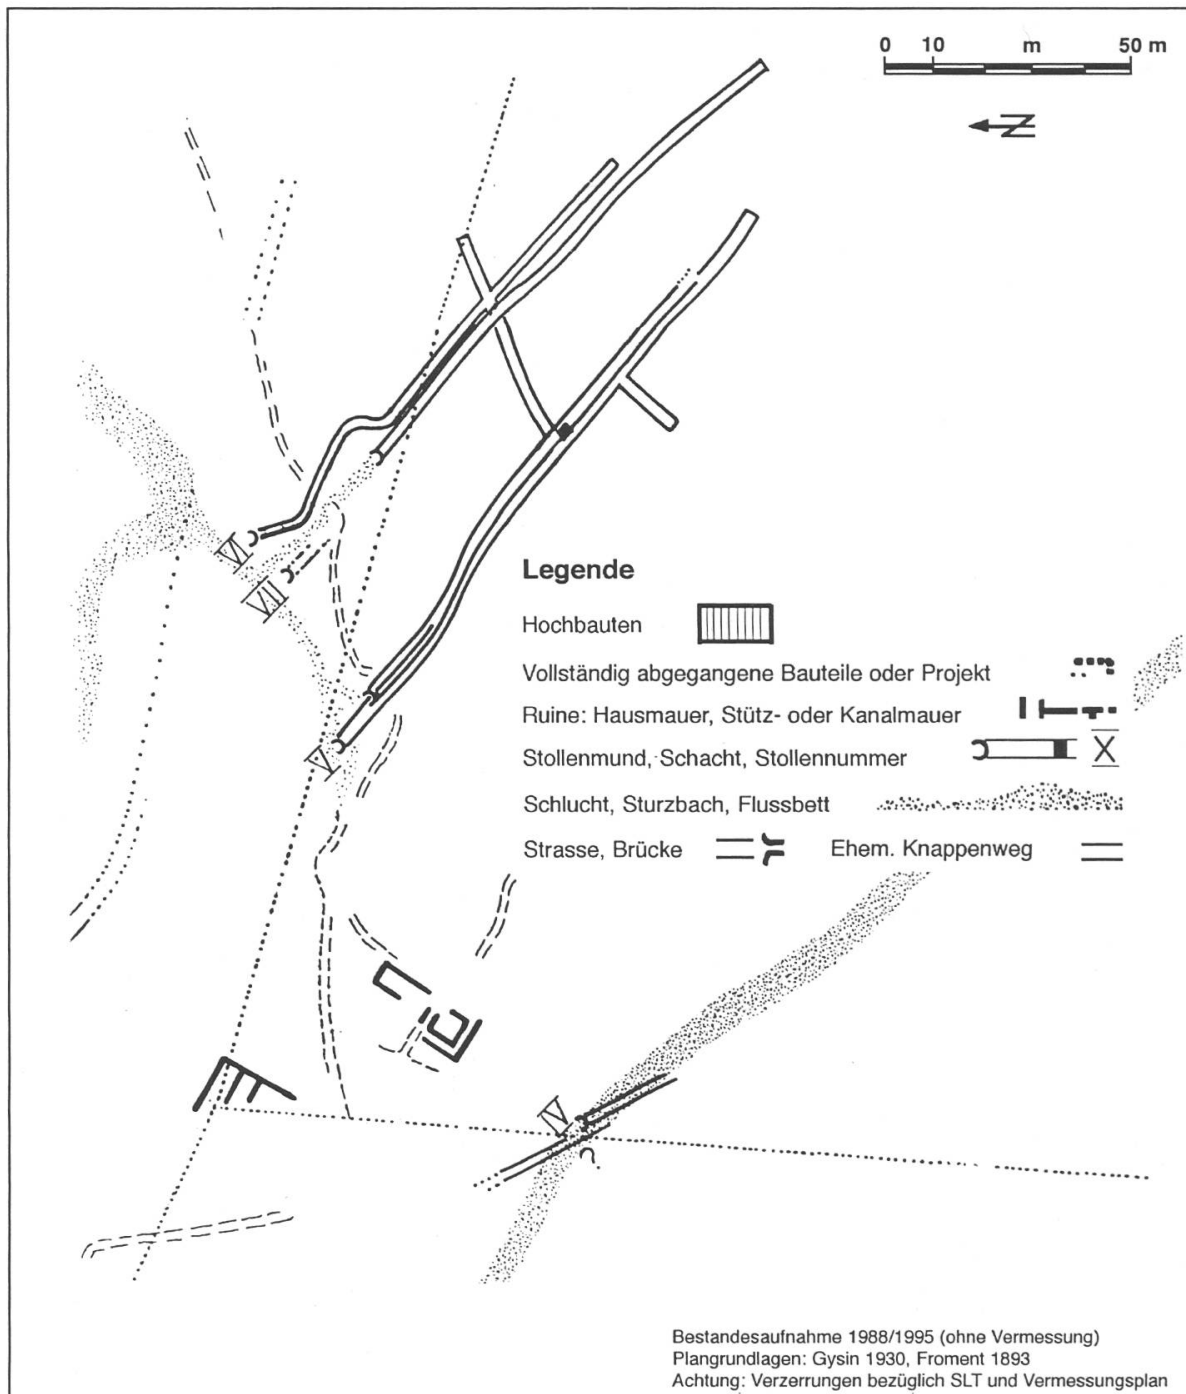 0 10 m 50 m
N
VI
VII
V
Legende
Hochbauten
Vollständig abgegangene Bauteile oder Projekt
Ruine: Hausmauer, Stütz- oder Kanalmauer
Stollenmund, Schacht, Stollennummer X
Schlucht, Sturzbach, Flussbett
Strasse, Brücke Ehem. Knappenweg
IV
?
Bestandesaufnahme 1988/1995 (ohne Vermessung)
Plangrundlagen: Gysin 1930, Froment 1893
Achtung: Verzerrungen bezüglich SLT und Vermessungsplan